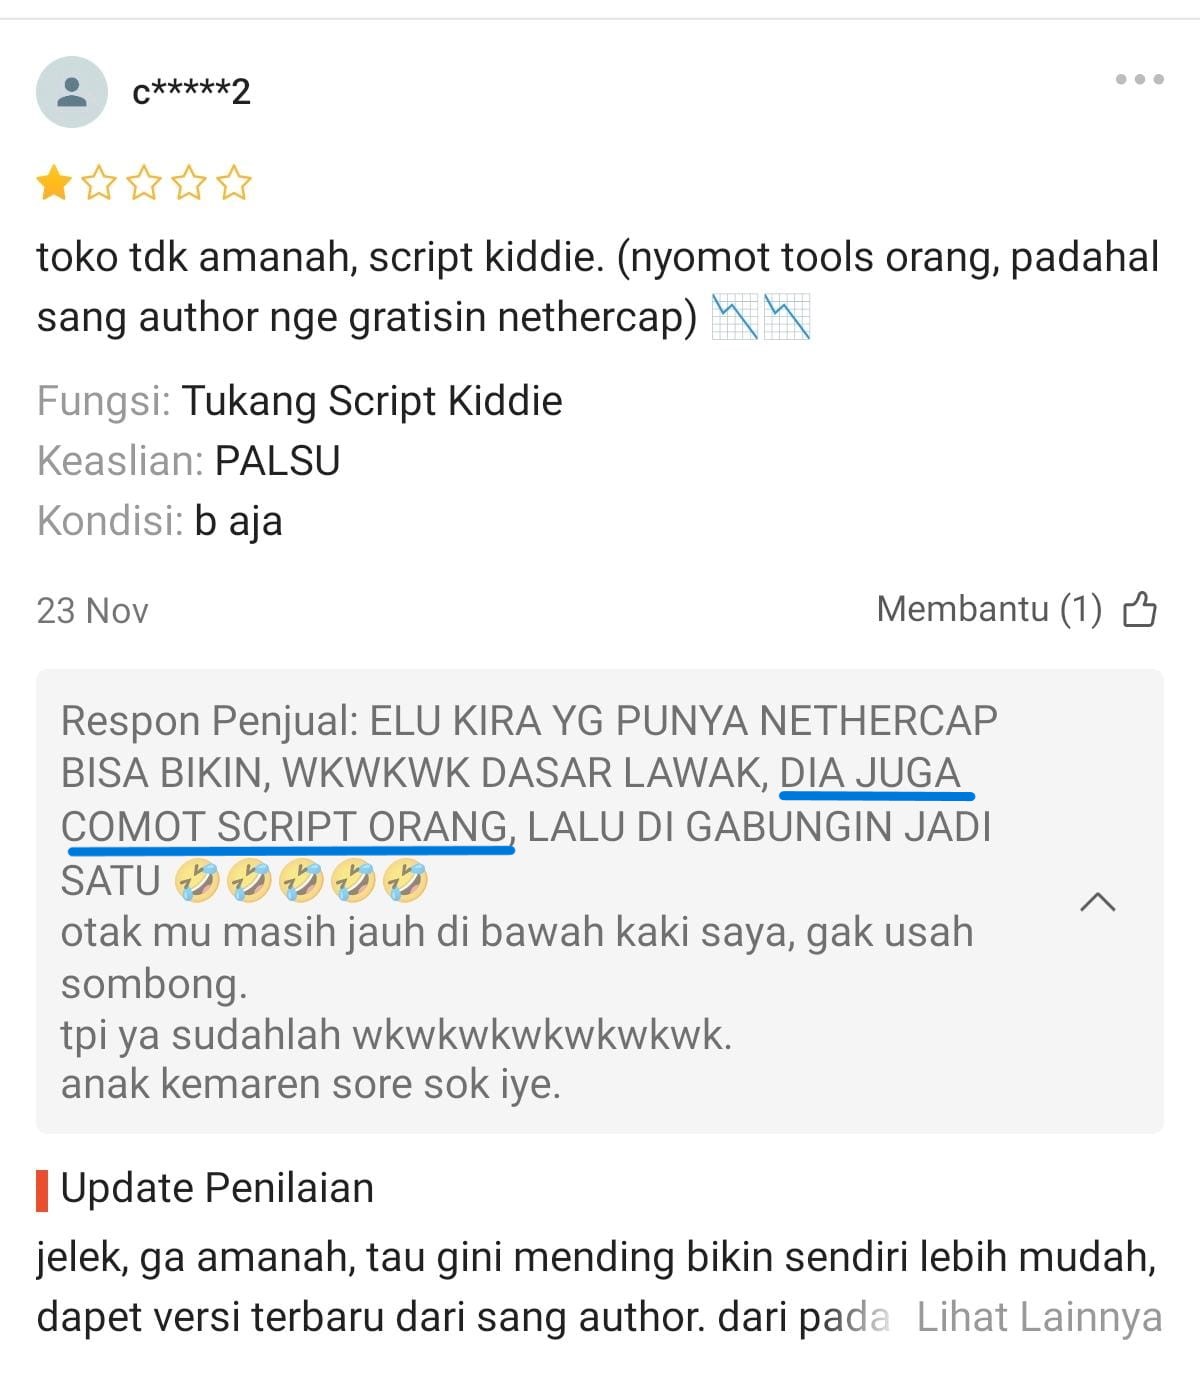 c*****2
toko tdk amanah, script kiddie. (nyomot tools orang, padahal
sang author nge gratisin nethercap) 📉📉
Fungsi: Tukang Script Kiddie
Keaslian: PALSU
Kondisi: b aja
23 Nov
Membantu (1)
Respon Penjual: ELU KIRA YG PUNYA NETHERCAP
BISA BIKIN, WKWKWK DASAR LAWAK, DIA JUGA
COMOT SCRIPT ORANG, LALU DI GABUNGIN JADI
SATU 🤣🤣🤣🤣🤣
otak mu masih jauh di bawah kaki saya, gak usah
sombong.
tpi ya sudahlah wkwkwkwkwkwkwk.
anak kemaren sore sok iye.
Update Penilaian
jelek, ga amanah, tau gini mending bikin sendiri lebih mudah,
dapet versi terbaru dari sang author. dari pada Lihat Lainnya